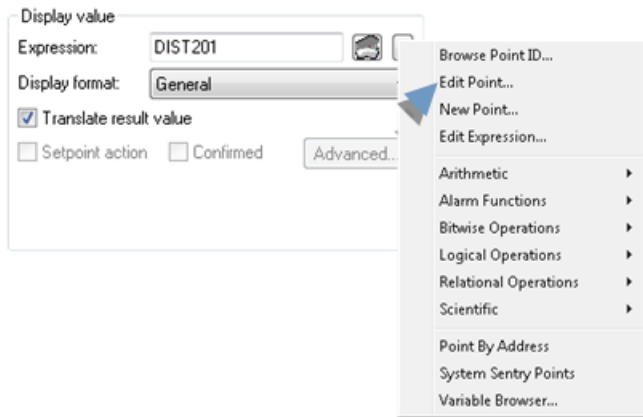 Display value
Expression: DIST201
Display format: General
Translate result value
Setpoint action Confirmed Advanced...
Browse Point ID...
Edit Point...
New Point...
Edit Expression...
Arithmetic
Alarm Functions
Bitwise Operations
Logical Operations
Relational Operations
Scientific
Point By Address
System Sentry Points
Variable Browser...